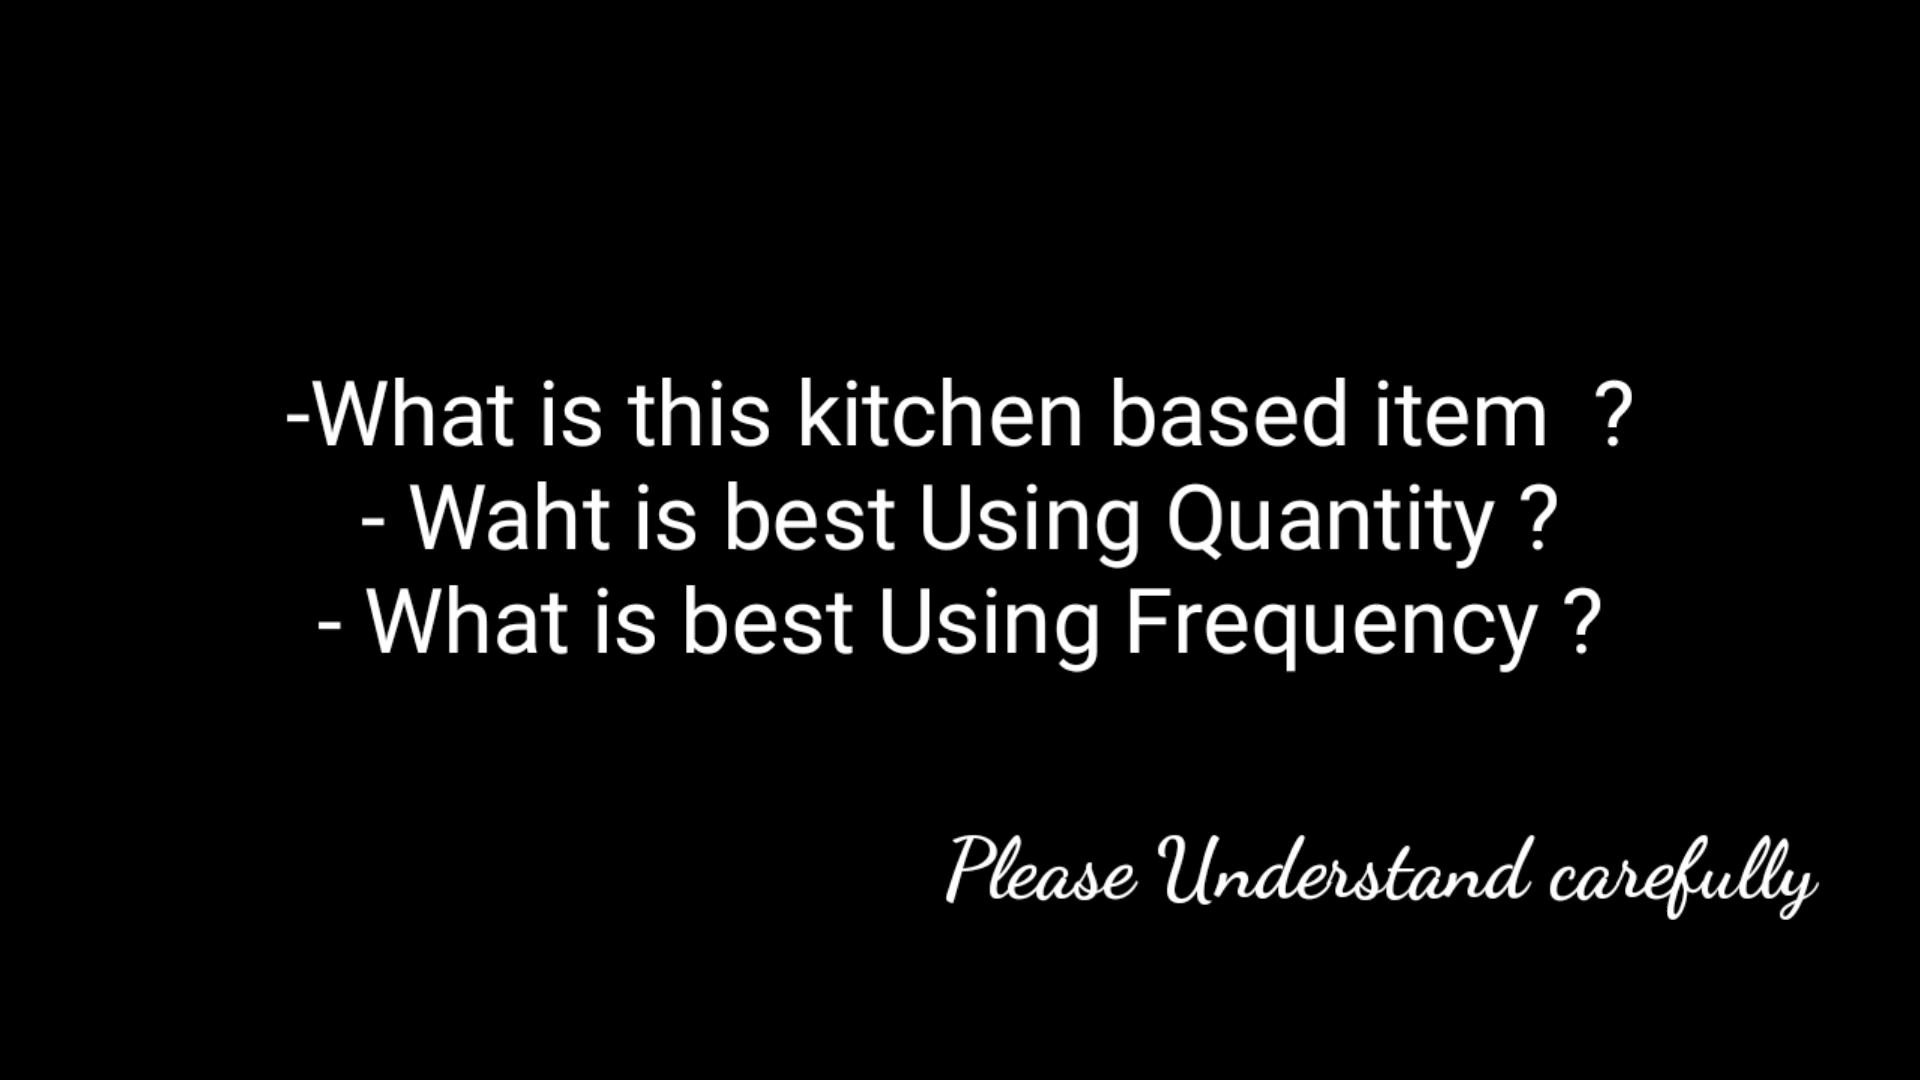 -What is this kitchen based item  ?
- Waht is best Using Quantity ?
- What is best Using Frequency ?
Please Understand carefully